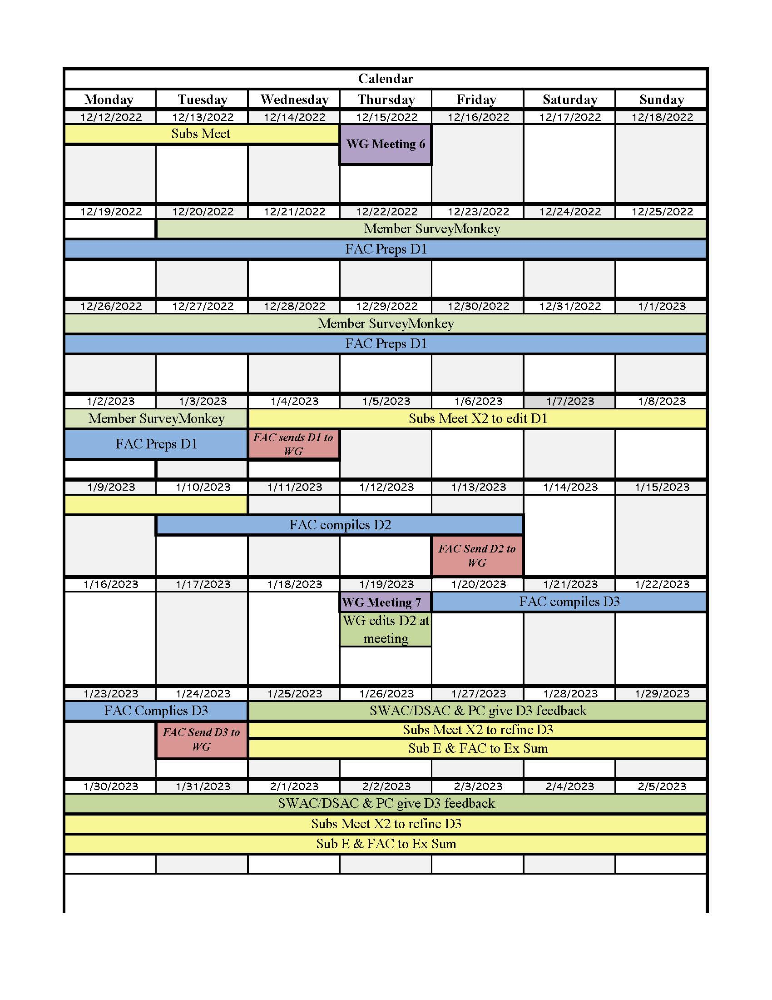 Calendar
Monday Tuesday Wednesday Thursday Friday Saturday Sunday
12/12/2022 12/13/2022 12/14/2022 12/15/2022 12/16/2022 12/17/2022 12/18/2022
Subs Meet
WG Meeting 6
12/19/2022 12/20/2022 12/21/2022 12/22/2022 12/23/2022 12/24/2022 12/25/2022
Member SurveyMonkey
FAC Preps D1
12/26/2022 12/27/2022 12/28/2022 12/29/2022 12/30/2022 12/31/2022 1/1/2023
Member SurveyMonkey
FAC Preps D1
1/2/2023 1/3/2023 1/4/2023 1/5/2023 1/6/2023 1/7/2023 1/8/2023
Member SurveyMonkey Subs Meet X2 to edit D1
FAC Preps D1
FAC sends D1 to
WG
1/9/2023 1/10/2023 1/11/2023 1/12/2023 1/13/2023 1/14/2023 1/15/2023
FAC compiles D2
FAC Send D2 to
WG
1/16/2023 1/17/2023 1/18/2023 1/19/2023 1/20/2023 1/21/2023 1/22/2023
WG Meeting 7 FAC compiles D3
WG edits D2 at
meeting
1/23/2023 1/24/2023 1/25/2023 1/26/2023 1/27/2023 1/28/2023 1/29/2023
FAC Complies D3 SWAC/DSAC & PC give D3 feedback
FAC Send D3 to
WG
Subs Meet X2 to refine D3
Sub E & FAC to Ex Sum
1/30/2023 1/31/2023 2/1/2023 2/2/2023 2/3/2023 2/4/2023 2/5/2023
SWAC/DSAC & PC give D3 feedback
Subs Meet X2 to refine D3
Sub E & FAC to Ex Sum